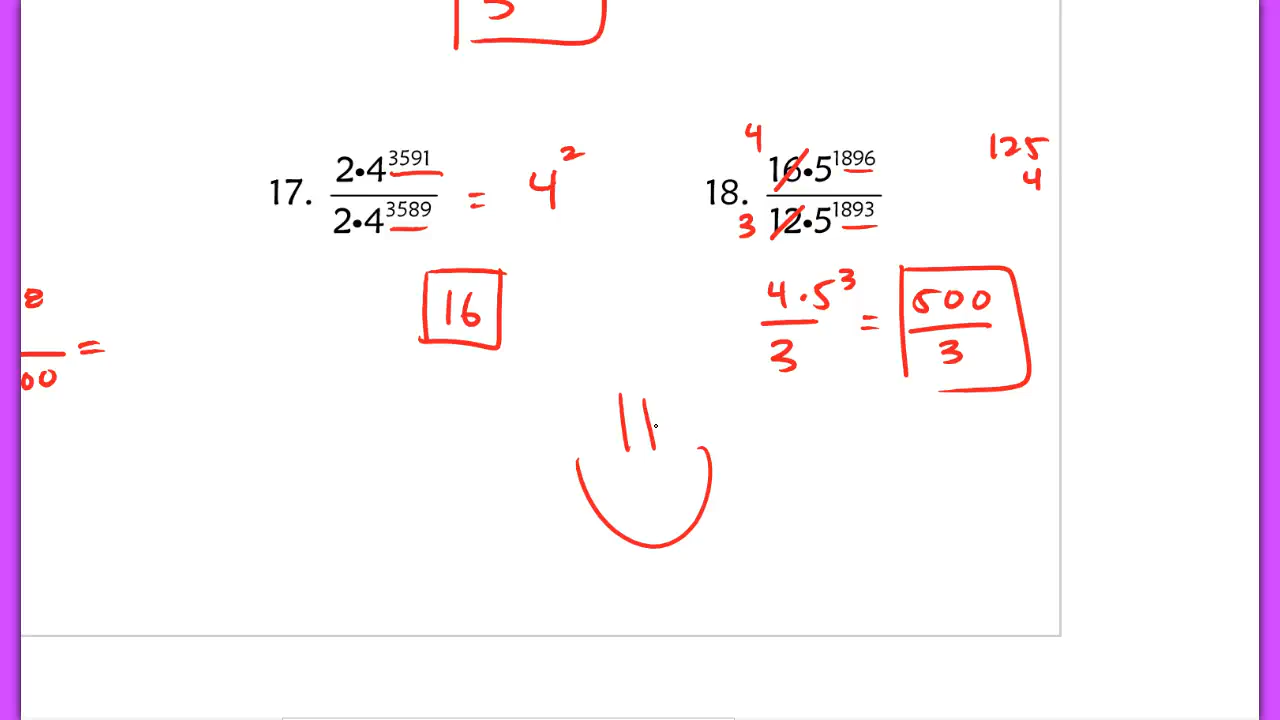 17. 2•4^3591 / 2•4^3589 = 4^2
16
18. 16•5^1896 / 12•5^1893
4
3
125
4
4·5^3 / 3 = 500 / 3
8
00 =